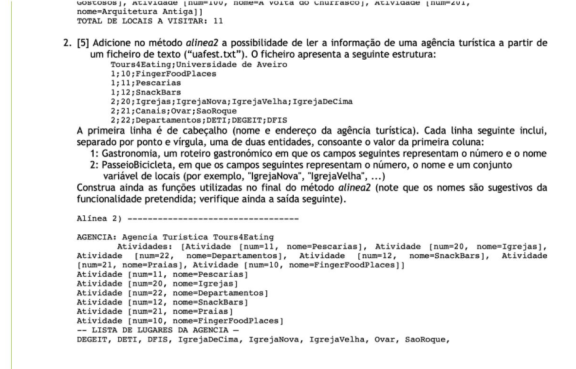 Gostosos], Atividade [num=100, nome=A Volta do Churrasco], Atividade [num=201,
nome=Arquitetura Antiga]]
TOTAL DE LOCAIS A VISITAR: 11
2. [5] Adicione no método alinea2 a possibilidade de ler a informação de uma agência turística a partir de
um ficheiro de texto ("uafest.txt"). O ficheiro apresenta a seguinte estrutura:
Tours4Eating;Universidade de Aveiro
1;10;FingerFoodPlaces
1;11;Pescarias
1;12;SnackBars
2;20;Igrejas;IgrejaNova;IgrejaVelha;IgrejaDeCima
2;21;Canais;Ovar;SaoRoque
2;22;Departamentos;DETI;DEGEIT;DFIS
A primeira linha é de cabeçalho (nome e endereço da agência turística). Cada linha seguinte inclui,
separado por ponto e vírgula, uma de duas entidades, consoante o valor da primeira coluna:
1: Gastronomia, um roteiro gastronómico em que os campos seguintes representam o número e o nome
2: PasseioBicicleta, em que os campos seguintes representam o número, o nome e um conjunto
variável de locais (por exemplo, "IgrejaNova", "IgrejaVelha", ...)
Construa ainda as funções utilizadas no final do método alinea2 (note que os nomes são sugestivos da
funcionalidade pretendida; verifique ainda a saída seguinte).
Alínea 2) ----------------------------------
AGENCIA: Agencia Turistica Tours4Eating
Atividades: [Atividade [num=11, nome=Pescarias], Atividade [num=20, nome=Igrejas],
Atividade [num=22, nome=Departamentos], Atividade [num=12, nome=SnackBars], Atividade
[num=21, nome=Praias], Atividade [num=10, nome=FingerFoodPlaces]]
Atividade [num=11, nome=Pescarias]
Atividade [num=20, nome=Igrejas]
Atividade [num=22, nome=Departamentos]
Atividade [num=12, nome=SnackBars]
Atividade [num=21, nome=Praias]
Atividade [num=10, nome=FingerFoodPlaces]
-- LISTA DE LUGARES DA AGENCIA —
DEGEIT, DETI, DFIS, IgrejaDeCima, IgrejaNova, IgrejaVelha, Ovar, SaoRoque,